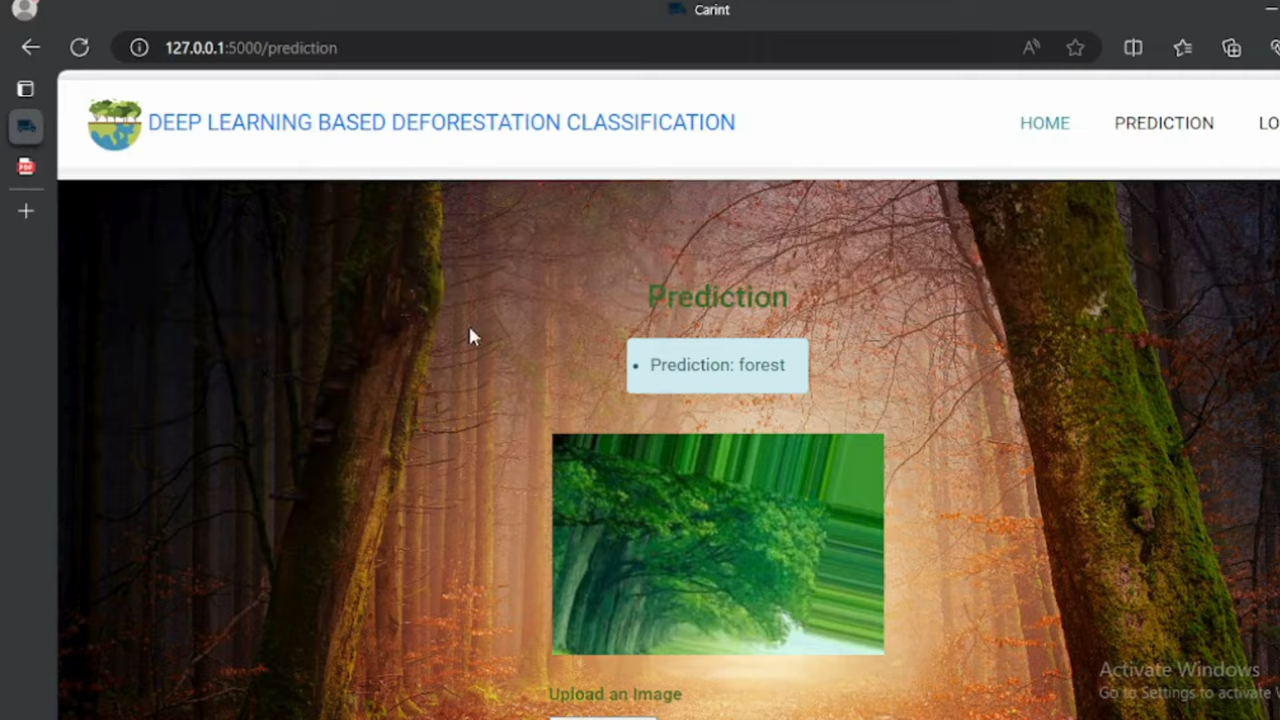 Carint
127.0.0.1:5000/prediction
DEEP LEARNING BASED DEFORESTATION CLASSIFICATION
HOME PREDICTION LO
Prediction
• Prediction: forest
Upload an Image
Activate Windows
Go to Settings to activate
PDF